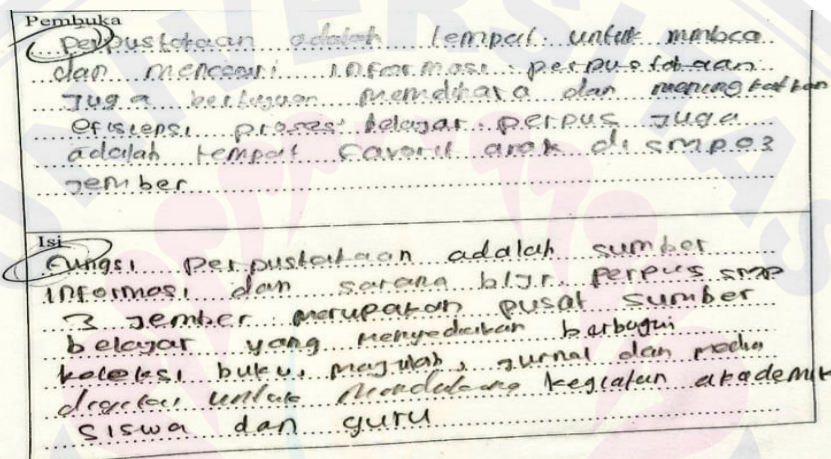 Pembuka
Perpustakaan adalah tempat untuk mmbca
dan mencari informasi perpustakaan
Juga bertujuan memelihara dan meningkatkan
efisiensi proses belajar perpus juga
adalah tempat favorit anak di smp 03
Jember
Isi
Fungsi perpustakaan adalah sumber
informasi dan sarana bljr. perpus smp
3 Jember merupakan pusat sumber
belajar yang menyediakan berbagai
koleksi buku, majalah, jurnal dan media
digital untuk mendukung kegiatan akademik
siswa dan guru